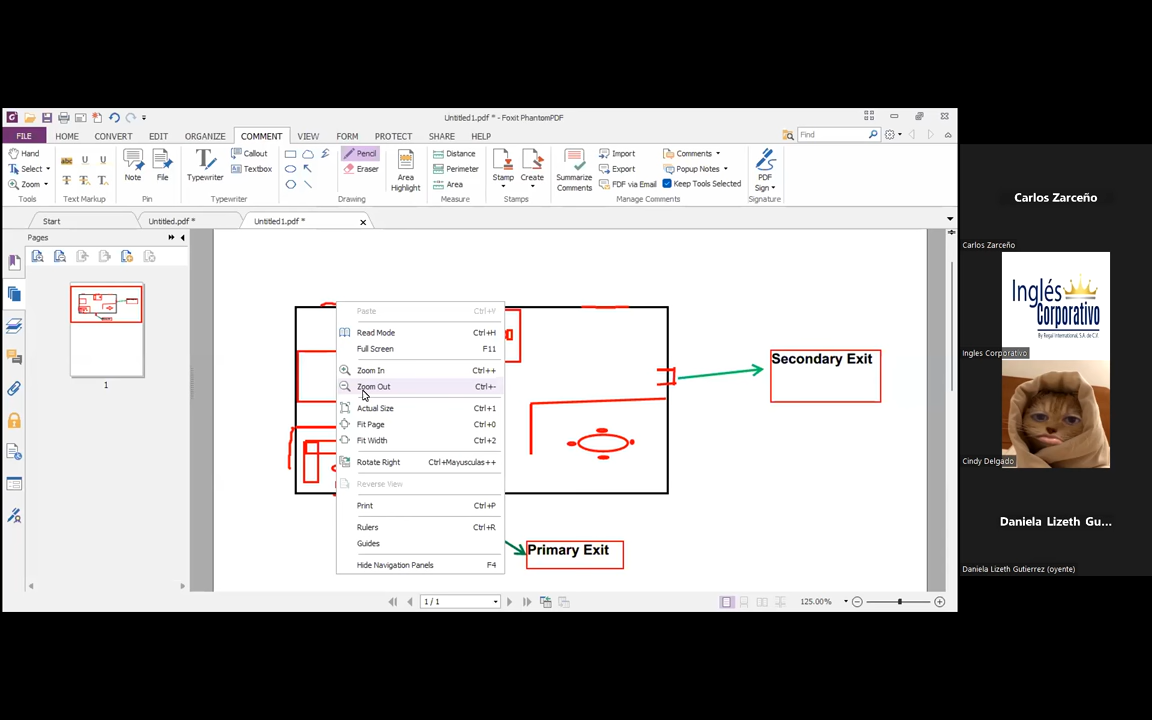 Untitled1.pdf * - Foxit PhantomPDF
FILE HOME CONVERT EDIT ORGANIZE COMMENT VIEW FORM PROTECT SHARE HELP
Find
Hand
Select
Zoom
Tools
Text Markup
Note
File
Pin
Typewriter
Callout
Textbox
Typewriter
Pencil
Eraser
Drawing
Area
Highlight
Distance
Perimeter
Area
Measure
Stamp
Create
Stamps
Summarize
Comments
Import
Export
FDF via Email
Comments
Popup Notes
Keep Tools Selected
Manage Comments
PDF
Sign
Signature
Start
Untitled.pdf *
Untitled1.pdf *
Pages
1
Paste Ctrl+V
Read Mode Ctrl+H
Full Screen F11
Zoom In Ctrl++
Zoom Out Ctrl+-
Actual Size Ctrl+1
Fit Page Ctrl+0
Fit Width Ctrl+2
Rotate Right Ctrl+Mayusculas++
Reverse View
Print Ctrl+P
Rulers Ctrl+R
Guides
Hide Navigation Panels F4
Secondary Exit
Primary Exit
1 / 1
125.00%
Carlos Zarceño
Carlos Zarceño
Inglés
Corporativo
By Regal International, S.A. de C.V.
Ingles Corporativo
Cindy Delgado
Daniela Lizeth Gu...
Daniela Lizeth Gutierrez (oyente)